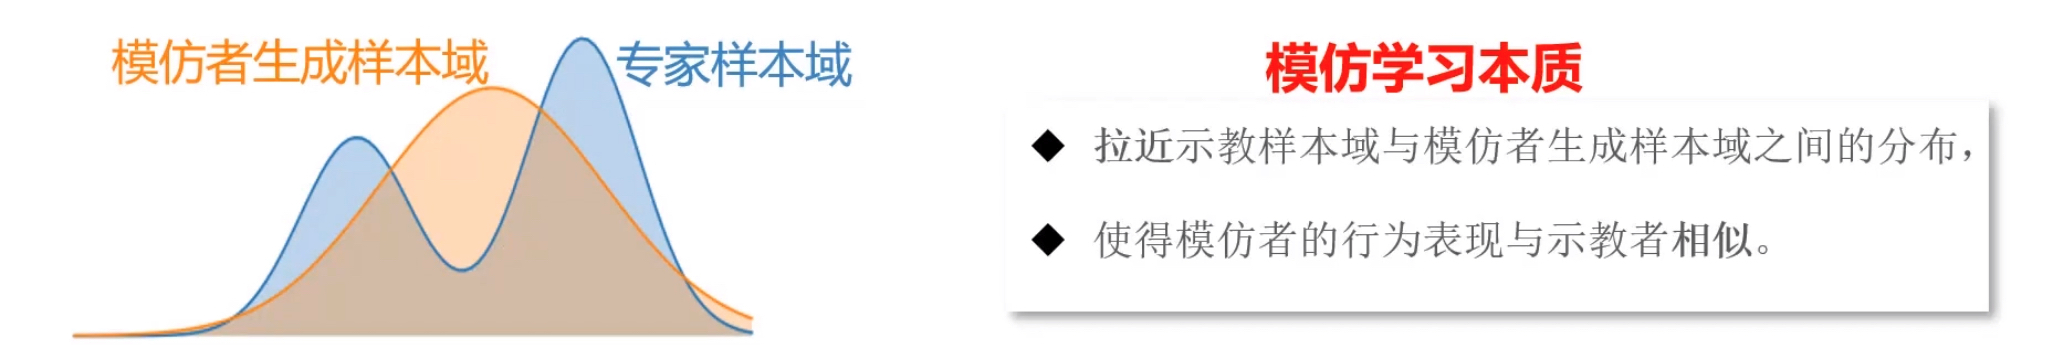 模仿者生成样本域
专家样本域
模仿学习本质
◆ 拉近示教样本域与模仿者生成样本域之间的分布，
◆ 使得模仿者的行为表现与示教者相似。